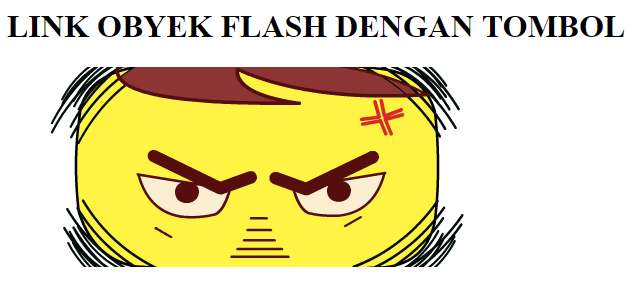 LINK OBYEK FLASH DENGAN TOMBOL